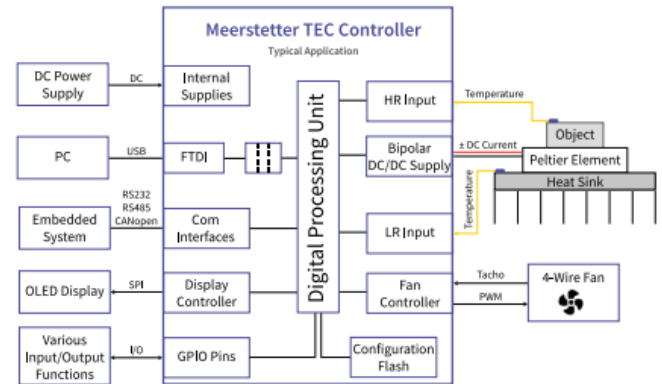 Meerstetter TEC Controller
Typical Application
DC Power
Supply
DC
Internal
Supplies
PC
USB
FTDI
Embedded
System
RS232
RS485
CANopen
Com
Interfaces
OLED Display
SPI
Display
Controller
Various
Input/Output
Functions
I/O
GPIO Pins
Digital Processing Unit
HR Input
Bipolar
DC/DC Supply
LR Input
Fan
Controller
Configuration
Flash
Temperature
± DC Current
Temperature
Object
Peltier Element
Heat Sink
Tacho
PWM
4-Wire Fan